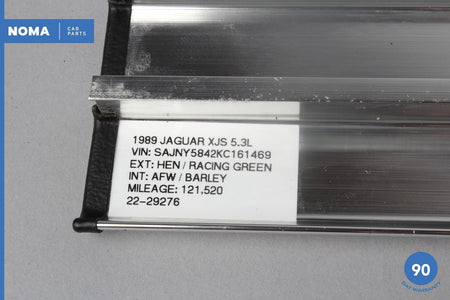 NOMA CAR
PARTS
1989 JAGUAR XJS 5.3L
VIN: SAJNY5842KC161469
EXT: HEN / RACING GREEN
INT: AFW / BARLEY
MILEAGE: 121,520
22-29276
90
DAY WARRANTY